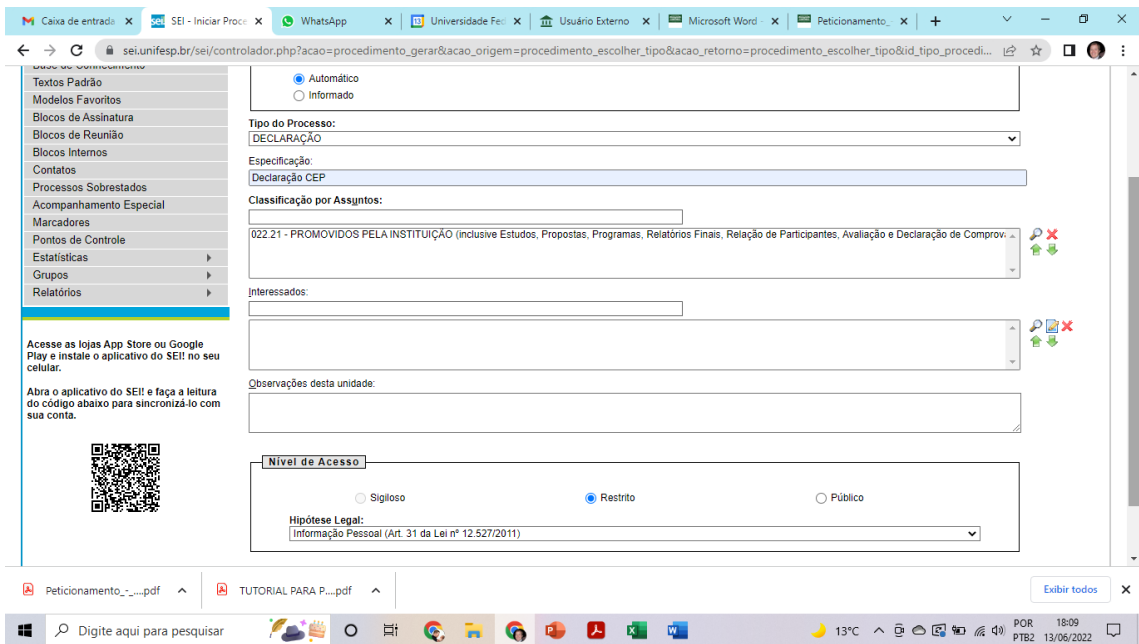 Caixa de entrada
SEI - Iniciar Proce
WhatsApp
Universidade Fed
Usuário Externo
Microsoft Word -
Peticionamento_-
sei.unifesp.br/sei/controlador.php?acao=procedimento_gerar&acao_origem=procedimento_escolher_tipo&acao_retorno=procedimento_escolher_tipo&id_tipo_procedi...
Base de Conhecimento
Textos Padrão
Modelos Favoritos
Blocos de Assinatura
Blocos de Reunião
Blocos Internos
Contatos
Processos Sobrestados
Acompanhamento Especial
Marcadores
Pontos de Controle
Estatísticas
Grupos
Relatórios
Acesse as lojas App Store ou Google
Play e instale o aplicativo do SEI! no seu
celular.
Abra o aplicativo do SEI! e faça a leitura
do código abaixo para sincronizá-lo com
sua conta.
Automático
Informado
Tipo do Processo:
DECLARAÇÃO
Especificação:
Declaração CEP
Classificação por Assuntos:
022.21 - PROMOVIDOS PELA INSTITUIÇÃO (inclusive Estudos, Propostas, Programas, Relatórios Finais, Relação de Participantes, Avaliação e Declaração de Comprov
Interessados:
Observações desta unidade:
Nível de Acesso
Sigiloso
Restrito
Público
Hipótese Legal:
Informação Pessoal (Art. 31 da Lei nº 12.527/2011)
Peticionamento_-_....pdf
TUTORIAL PARA P....pdf
Exibir todos
Digite aqui para pesquisar
13°C
POR
PTB2
18:09
13/06/2022